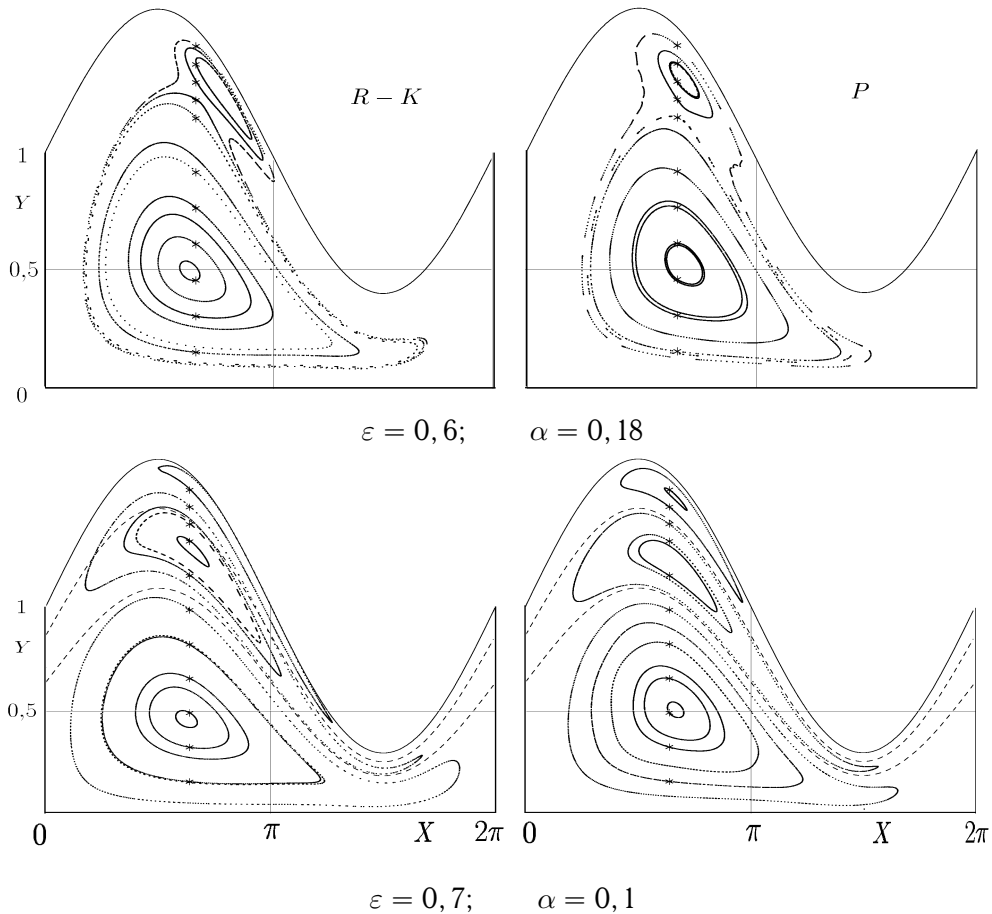 R − K
P
1
Y
0,5
0
ε = 0, 6; α = 0, 18
1
Y
0,5
0 π X 2π 0 π X 2π
ε = 0, 7; α = 0, 1